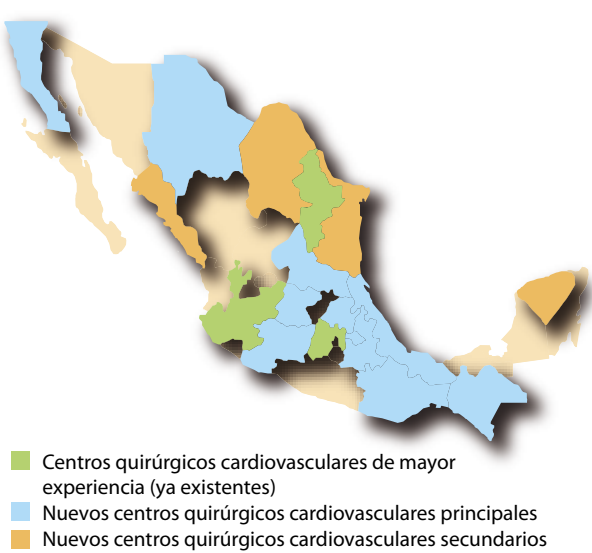 Centros quirúrgicos cardiovasculares de mayor
experiencia (ya existentes)
Nuevos centros quirúrgicos cardiovasculares principales
Nuevos centros quirúrgicos cardiovasculares secundarios